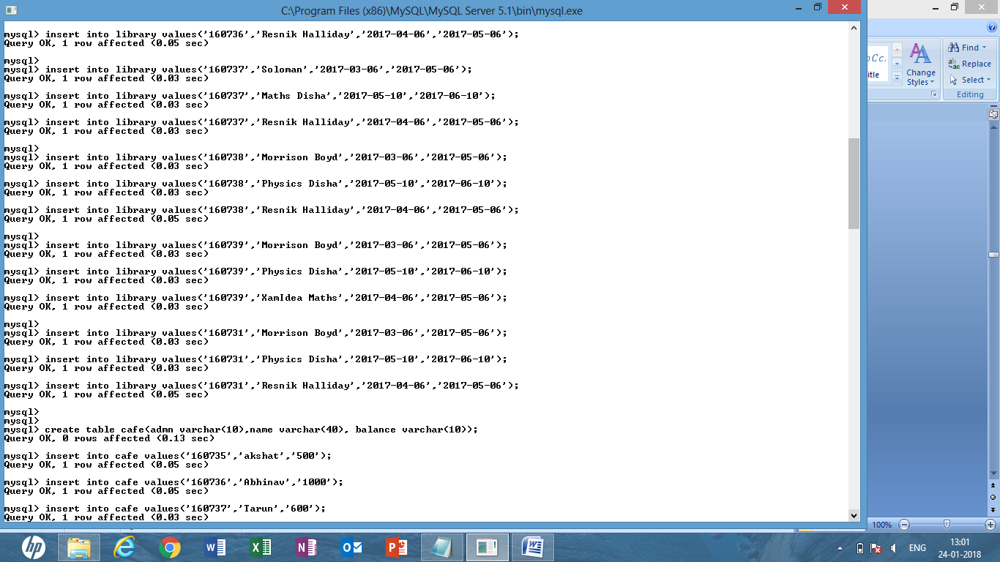 C:\Program Files (x86)\MySQL\MySQL Server 5.1\bin\mysql.exe
mysql> insert into library values('160736','Resnik Halliday','2017-04-06','2017-05-06');
Query OK, 1 row affected (0.05 sec)
mysql>
mysql> insert into library values('160737','Soloman','2017-03-06','2017-05-06');
Query OK, 1 row affected (0.03 sec)
mysql> insert into library values('160737','Maths Disha','2017-05-10','2017-06-10');
Query OK, 1 row affected (0.03 sec)
mysql> insert into library values('160737','Resnik Halliday','2017-04-06','2017-05-06');
Query OK, 1 row affected (0.03 sec)
mysql>
mysql> insert into library values('160738','Morrison Boyd','2017-03-06','2017-05-06');
Query OK, 1 row affected (0.03 sec)
mysql> insert into library values('160738','Physics Disha','2017-05-10','2017-06-10');
Query OK, 1 row affected (0.03 sec)
mysql> insert into library values('160738','Resnik Halliday','2017-04-06','2017-05-06');
Query OK, 1 row affected (0.05 sec)
mysql>
mysql> insert into library values('160739','Morrison Boyd','2017-03-06','2017-05-06');
Query OK, 1 row affected (0.03 sec)
mysql> insert into library values('160739','Physics Disha','2017-05-10','2017-06-10');
Query OK, 1 row affected (0.03 sec)
mysql> insert into library values('160739','XamIdea Maths','2017-04-06','2017-05-06');
Query OK, 1 row affected (0.03 sec)
mysql>
mysql> insert into library values('160731','Morrison Boyd','2017-03-06','2017-05-06');
Query OK, 1 row affected (0.03 sec)
mysql> insert into library values('160731','Physics Disha','2017-05-10','2017-06-10');
Query OK, 1 row affected (0.03 sec)
mysql> insert into library values('160731','Resnik Halliday','2017-04-06','2017-05-06');
Query OK, 1 row affected (0.05 sec)
mysql>
mysql>
mysql> create table cafe(admn varchar(10),name varchar(40), balance varchar(10));
Query OK, 0 rows affected (0.13 sec)
mysql> insert into cafe values('160735','akshat','500');
Query OK, 1 row affected (0.05 sec)
mysql> insert into cafe values('160736','Abhinav','1000');
Query OK, 1 row affected (0.05 sec)
mysql> insert into cafe values('160737','Tarun','600');
Query OK, 1 row affected (0.03 sec)
Find
Replace
Select
Change
Styles
Editing
100%
hp
ENG
13:01
24-01-2018